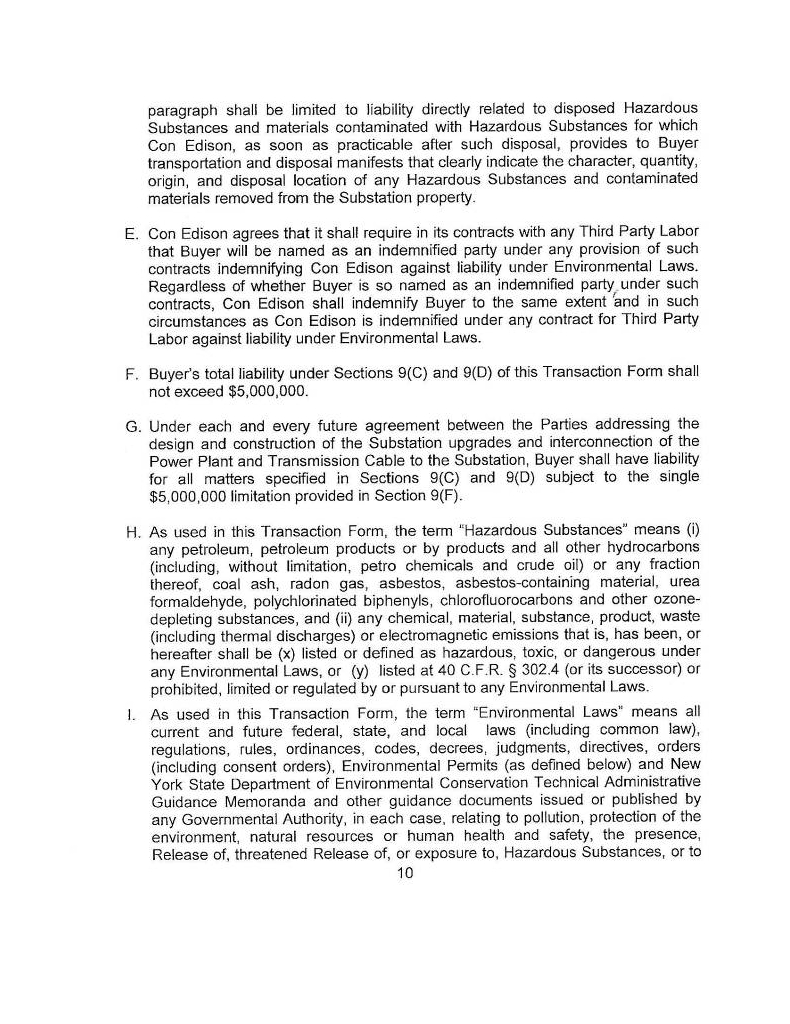 paragraph shall be limited to liability directly related to disposed Hazardous
Substances and materials contaminated with Hazardous Substances for which
Con Edison, as soon as practicable after such disposal, provides to Buyer
transportation and disposal manifests that clearly indicate the character, quantity,
origin, and disposal location of any Hazardous Substances and contaminated
materials removed from the Substation property.
E. Con Edison agrees that it shall require in its contracts with any Third Party Labor
that Buyer will be named as an indemnified party under any provision of such
contracts indemnifying Con Edison against liability under Environmental Laws.
Regardless of whether Buyer is so named as an indemnified party under such
contracts, Con Edison shall indemnify Buyer to the same extent and in such
circumstances as Con Edison is indemnified under any contract for Third Party
Labor against liability under Environmental Laws.
F. Buyer's total liability under Sections 9(C) and 9(D) of this Transaction Form shall
not exceed $5,000,000.
G. Under each and every future agreement between the Parties addressing the
design and construction of the Substation upgrades and interconnection of the
Power Plant and Transmission Cable to the Substation, Buyer shall have liability
for all matters specified in Sections 9(C) and 9(D) subject to the single
$5,000,000 limitation provided in Section 9(F).
H. As used in this Transaction Form, the term "Hazardous Substances" means (i)
any petroleum, petroleum products or by products and all other hydrocarbons
(including, without limitation, petro chemicals and crude oil) or any fraction
thereof, coal ash, radon gas, asbestos, asbestos-containing material, urea
formaldehyde, polychlorinated biphenyls, chlorofluorocarbons and other ozone-
depleting substances, and (ii) any chemical, material, substance, product, waste
(including thermal discharges) or electromagnetic emissions that is, has been, or
hereafter shall be (x) listed or defined as hazardous, toxic, or dangerous under
any Environmental Laws, or (y) listed at 40 C.F.R. § 302.4 (or its successor) or
prohibited, limited or regulated by or pursuant to any Environmental Laws.
I. As used in this Transaction Form, the term "Environmental Laws" means all
current and future federal, state, and local laws (including common law),
regulations, rules, ordinances, codes, decrees, judgments, directives, orders
(including consent orders), Environmental Permits (as defined below) and New
York State Department of Environmental Conservation Technical Administrative
Guidance Memoranda and other guidance documents issued or published by
any Governmental Authority, in each case, relating to pollution, protection of the
environment, natural resources or human health and safety, the presence,
Release of, threatened Release of, or exposure to, Hazardous Substances, or to
10